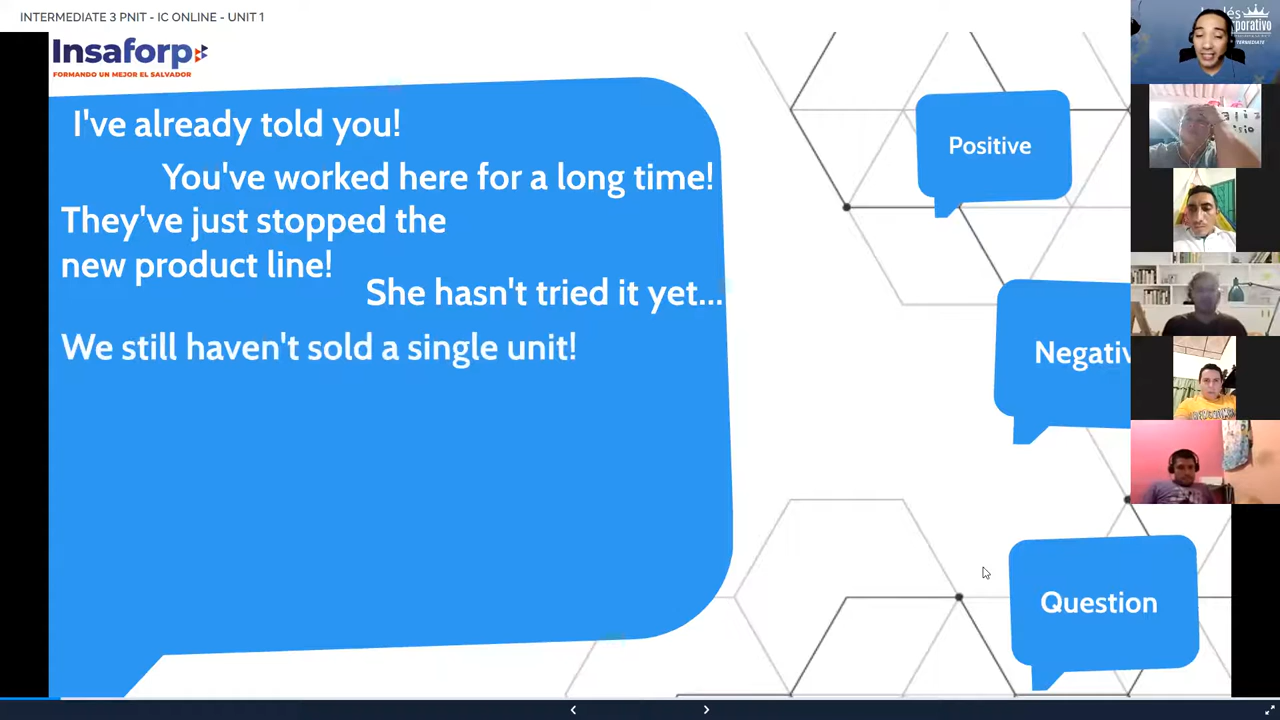 INTERMEDIATE 3 PNIT - IC ONLINE - UNIT 1
Insaforp
FORMANDO UN MEJOR EL SALVADOR
I've already told you!
You've worked here for a long time!
They've just stopped the
new product line!
She hasn't tried it yet...
We still haven't sold a single unit!
Positive
Negativ
Question